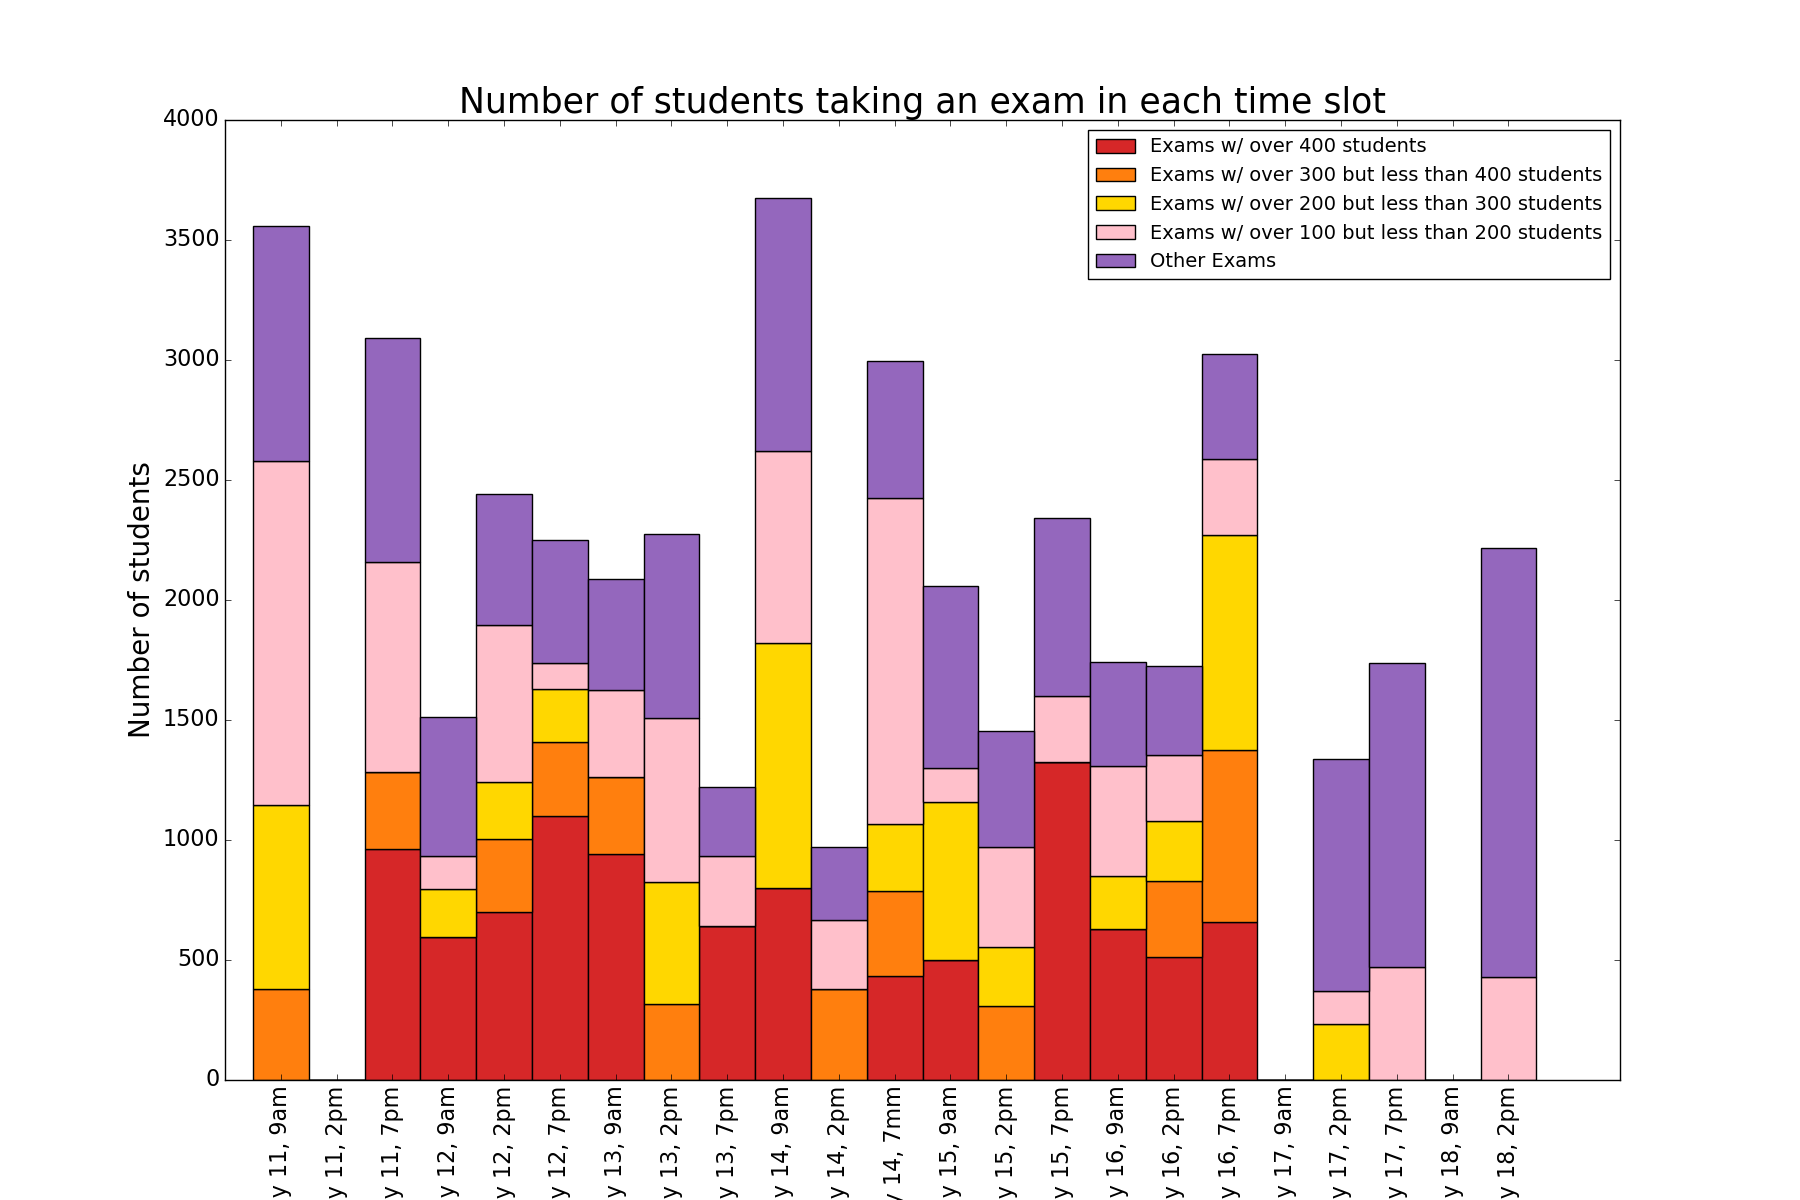 Number of students taking an exam in each time slot
Exams w/ over 400 students
Exams w/ over 300 but less than 400 students
Exams w/ over 200 but less than 300 students
Exams w/ over 100 but less than 200 students
Other Exams
Number of students
4000
3500
3000
2500
2000
1500
1000
500
0
y 11, 9am
y 11, 2pm
y 11, 7pm
y 12, 9am
y 12, 2pm
y 12, 7pm
y 13, 9am
y 13, 2pm
y 13, 7pm
y 14, 9am
y 14, 2pm
y 14, 7mm
y 15, 9am
y 15, 2pm
y 15, 7pm
y 16, 9am
y 16, 2pm
y 16, 7pm
y 17, 9am
y 17, 2pm
y 17, 7pm
y 18, 9am
y 18, 2pm